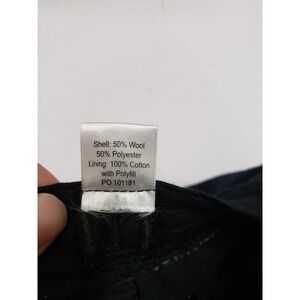 Shell: 50% Wool
50% Polyester
Lining: 100% Cotton
with Polyfill
PO 101181